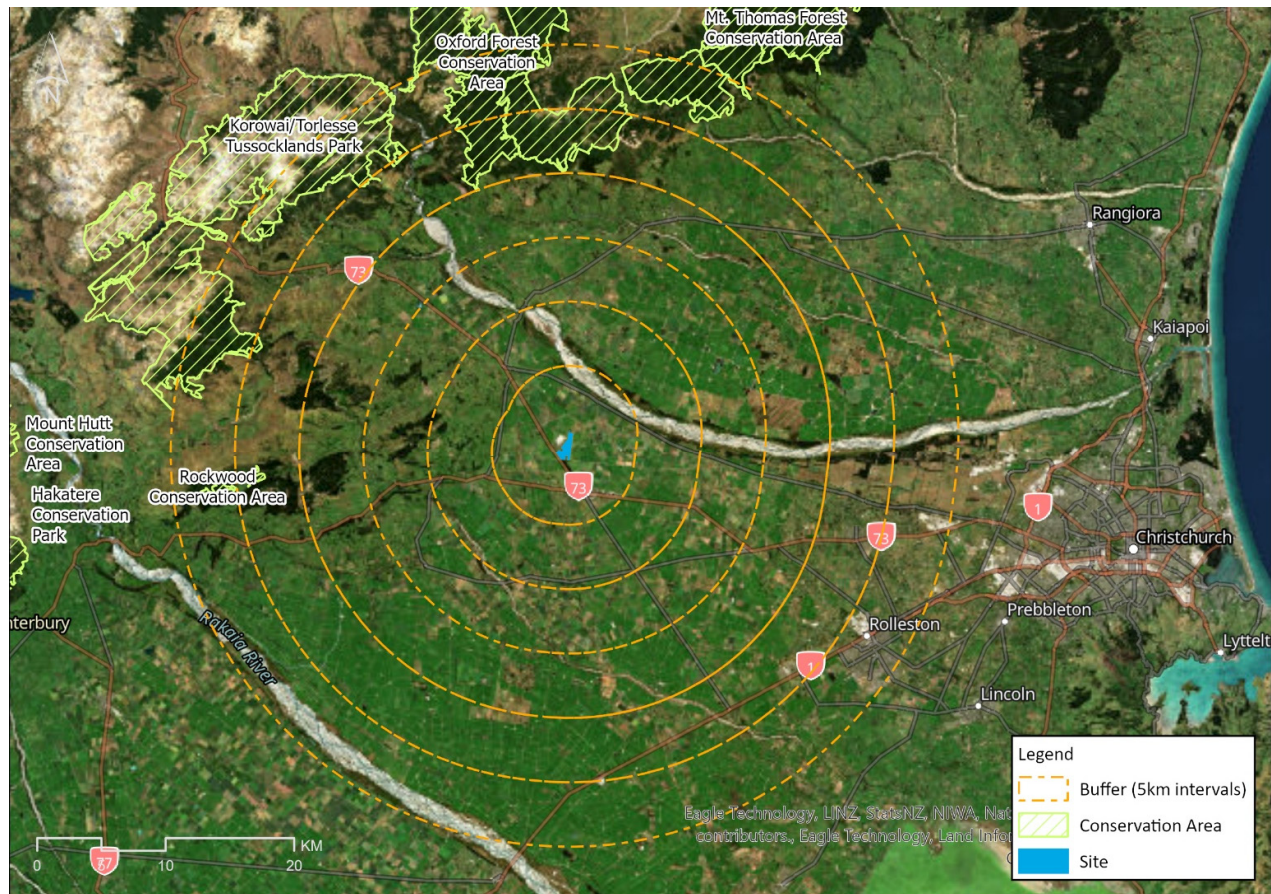 Mt. Thomas Forest
Conservation Area
Oxford Forest
Conservation
Area
Korowai/Torlesse
Tussocklands Park
Rangiora
73
Kaiapoi
Mount Hutt
Conservation
Area
Rockwood
Conservation Area
Hakatere
Conservation
Park
73
1
73
Christchurch
nterbury
Rakaia River
Rolleston
Prebbleton
Lyttelt
1
Lincoln
Legend
Buffer (5km intervals)
Conservation Area
Site
Eagle Technology, LINZ, StatsNZ, NIWA, Nat
contributors., Eagle Technology, Land Infor
KM
0
10
20